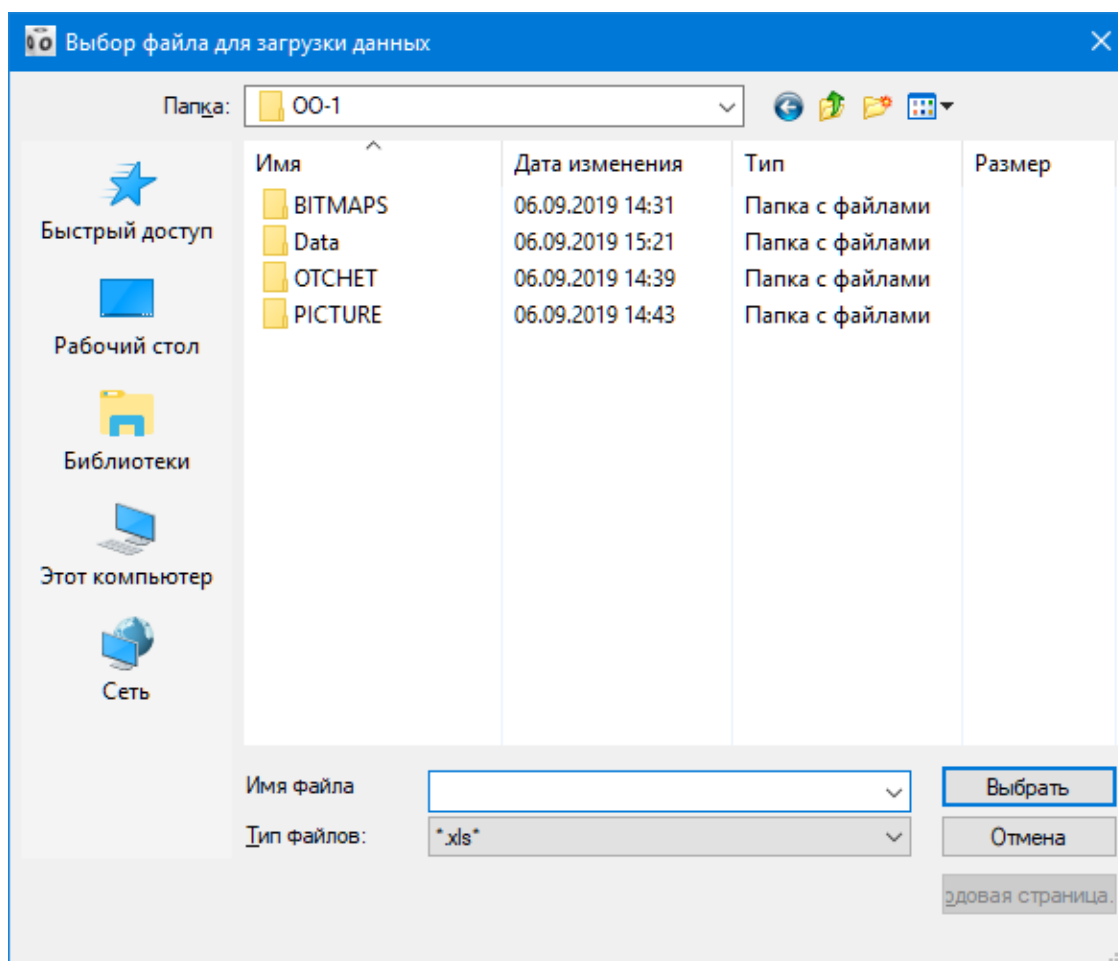 Выбор файла для загрузки данных
Папка: ОО-1
Имя Дата изменения Тип Размер
BITMAPS 06.09.2019 14:31 Папка с файлами
Data 06.09.2019 15:21 Папка с файлами
OTCHET 06.09.2019 14:39 Папка с файлами
PICTURE 06.09.2019 14:43 Папка с файлами
Быстрый доступ
Рабочий стол
Библиотеки
Этот компьютер
Сеть
Имя файла
Выбрать
Тип файлов: *.xls*
Отмена
одовая страница.